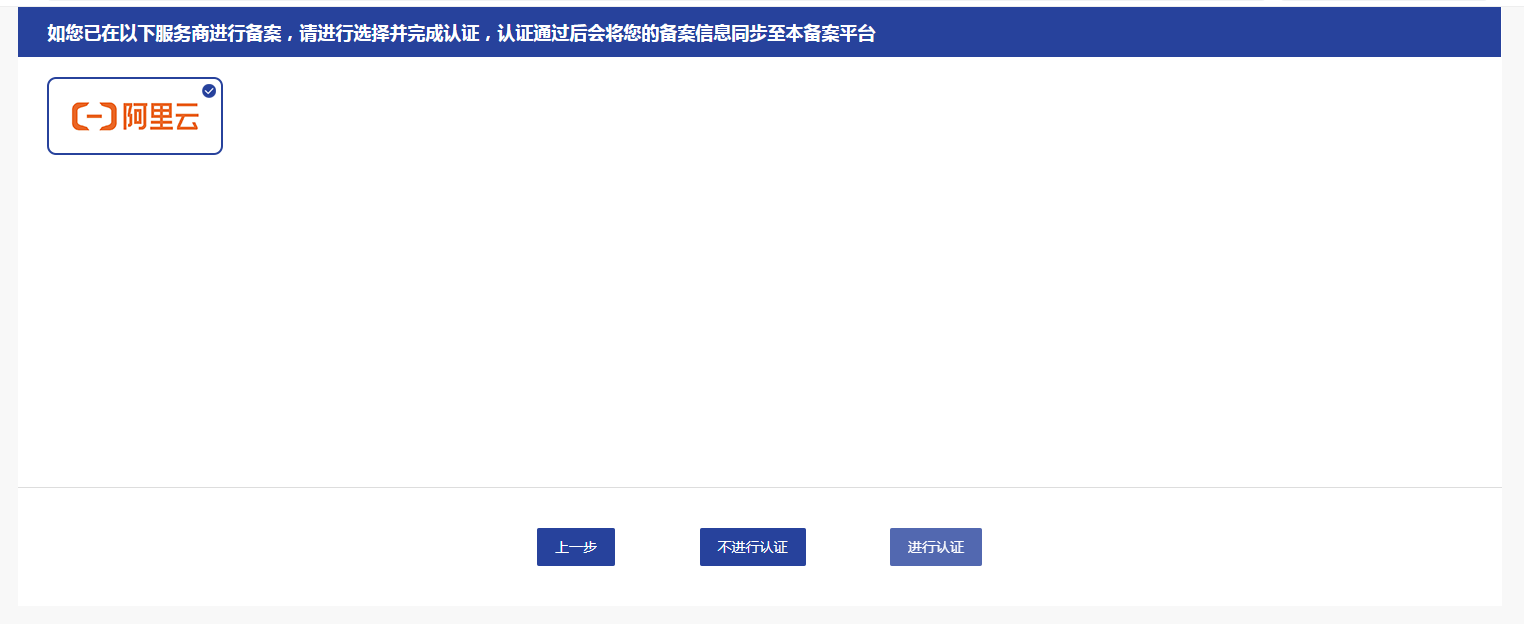 如您已在以下服务商进行备案，请进行选择并完成认证，认证通过后会将您的备案信息同步至本备案平台
阿里云
上一步
不进行认证
进行认证